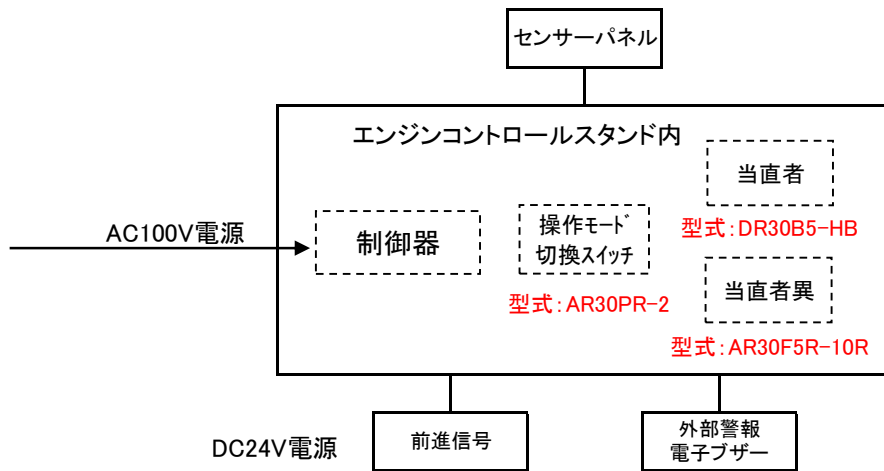 センサーパネル
エンジンコントロールスタンド内
当直者
型式：DR30B5-HB
AC100V電源
制御器
操作モード
切換スイッチ
型式：AR30PR-2
当直者異
型式：AR30F5R-10R
DC24V電源
前進信号
外部警報
電子ブザー